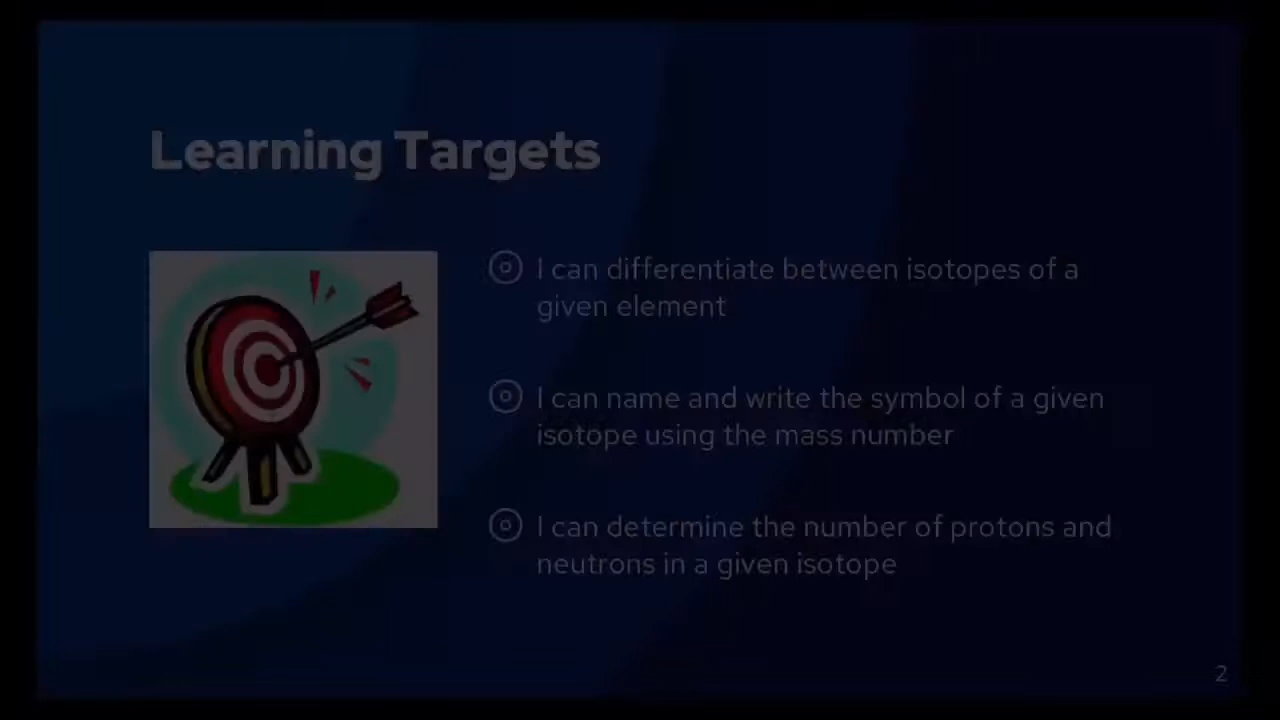 Learning Targets
I can differentiate between isotopes of a
given element
I can name and write the symbol of a given
isotope using the mass number
I can determine the number of protons and
neutrons in a given isotope
2